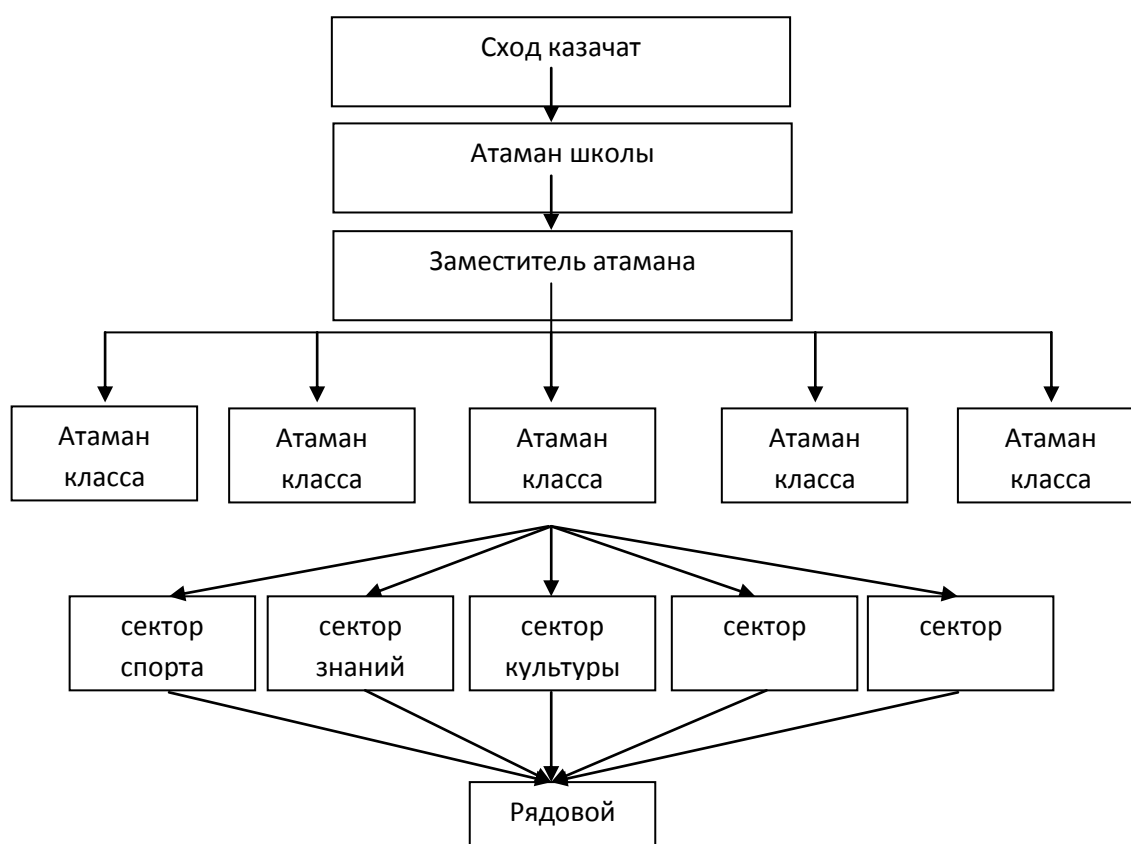 Сход казачат
Атаман школы
Заместитель атамана
Атаман
класса
Атаман
класса
Атаман
класса
Атаман
класса
Атаман
класса
сектор
спорта
сектор
знаний
сектор
культуры
сектор
сектор
Рядовой